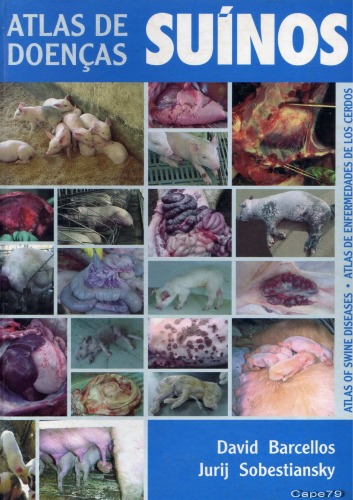 ATLAS DE
DOENÇAS
SUÍNOS
ATLAS OF SWINE DISEASES • ATLAS DE ENFERMEDADES DE LOS CERDOS
David Barcellos
Jurij Sobestiansky
Cape79